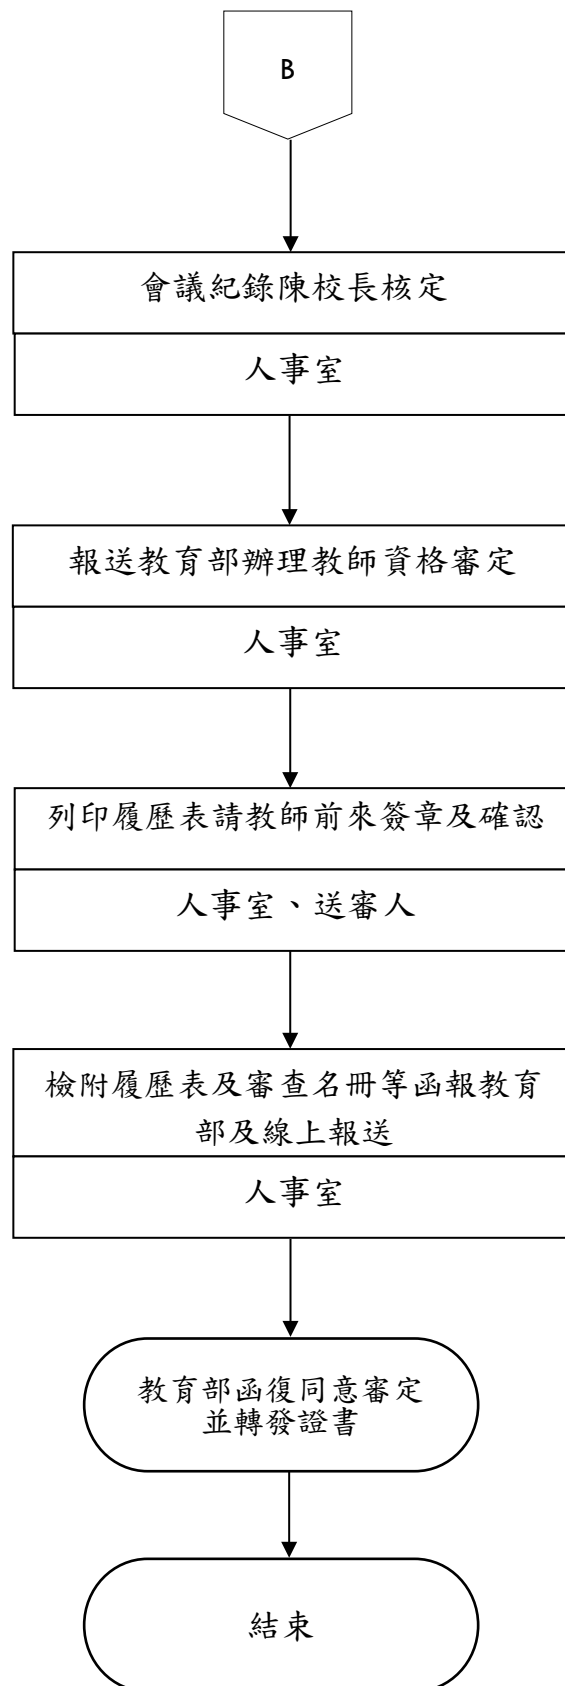 B
會議紀錄陳校長核定
人事室
報送教育部辦理教師資格審定
人事室
列印履歷表請教師前來簽章及確認
人事室、送審人
檢附履歷表及審查名冊等函報教育
部及線上報送
人事室
教育部函復同意審定
並轉發證書
結束